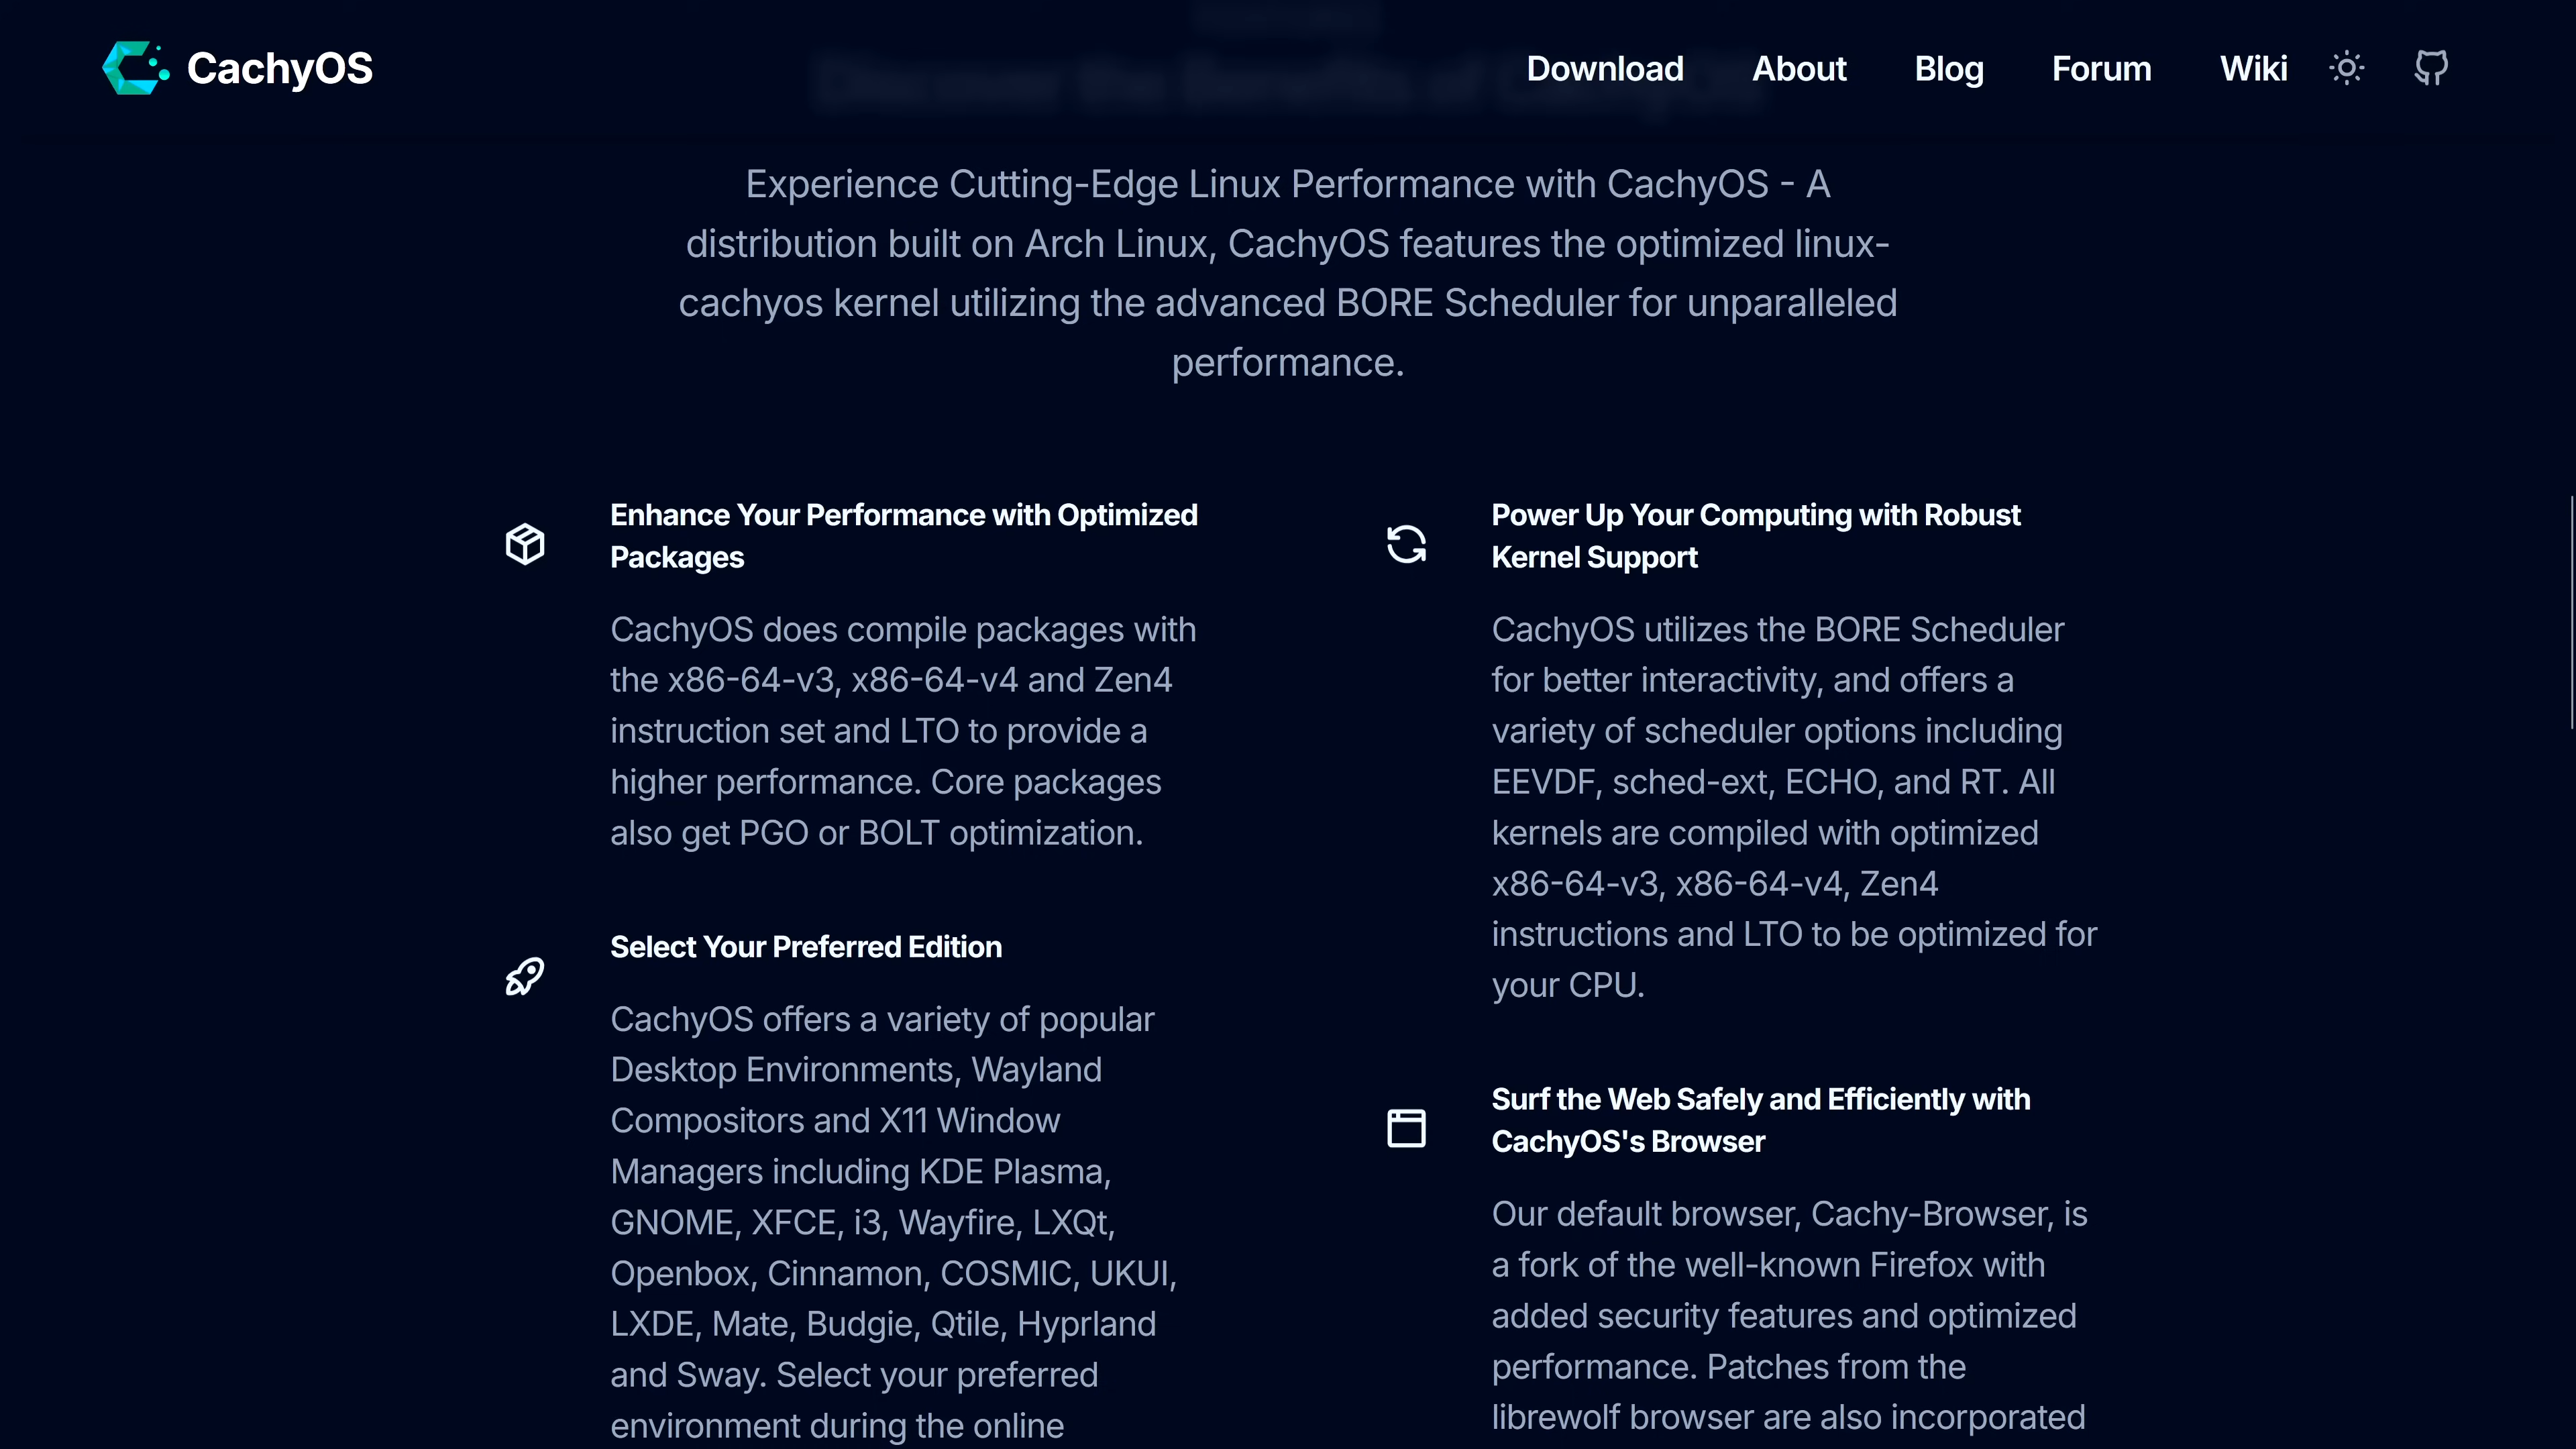 CachyOS
Download
About
Blog
Forum
Wiki
Discover the Benefits of CachyOS
Experience Cutting-Edge Linux Performance with CachyOS - A
distribution built on Arch Linux, CachyOS features the optimized linux-
cachyos kernel utilizing the advanced BORE Scheduler for unparalleled
performance.
Enhance Your Performance with Optimized
Packages
CachyOS does compile packages with
the x86-64-v3, x86-64-v4 and Zen4
instruction set and LTO to provide a
higher performance. Core packages
also get PGO or BOLT optimization.
Select Your Preferred Edition
CachyOS offers a variety of popular
Desktop Environments, Wayland
Compositors and X11 Window
Managers including KDE Plasma,
GNOME, XFCE, i3, Wayfire, LXQt,
Openbox, Cinnamon, COSMIC, UKUI,
LXDE, Mate, Budgie, Qtile, Hyprland
and Sway. Select your preferred
environment during the online
Power Up Your Computing with Robust
Kernel Support
CachyOS utilizes the BORE Scheduler
for better interactivity, and offers a
variety of scheduler options including
EEVDF, sched-ext, ECHO, and RT. All
kernels are compiled with optimized
x86-64-v3, x86-64-v4, Zen4
instructions and LTO to be optimized for
your CPU.
Surf the Web Safely and Efficiently with
CachyOS's Browser
Our default browser, Cachy-Browser, is
a fork of the well-known Firefox with
added security features and optimized
performance. Patches from the
librewolf browser are also incorporated